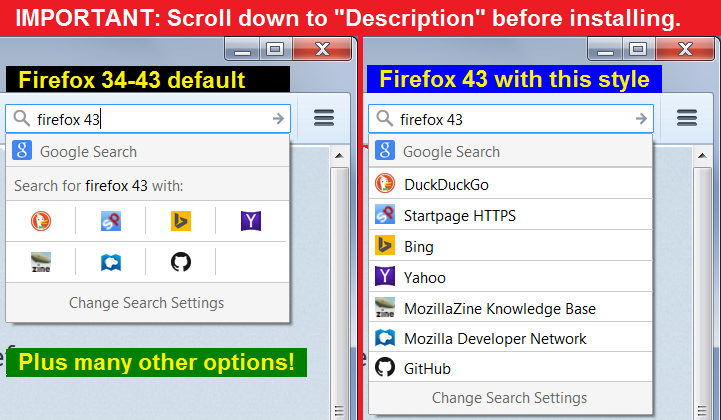 IMPORTANT: Scroll down to "Description" before installing.
Firefox 34-43 default
firefox 43
Google Search
Search for firefox 43 with:
zine
Change Search Settings
Plus many other options!
Firefox 43 with this style
firefox 43
Google Search
DuckDuckGo
Startpage HTTPS
Bing
Yahoo
MozillaZine Knowledge Base
Mozilla Developer Network
GitHub
Change Search Settings